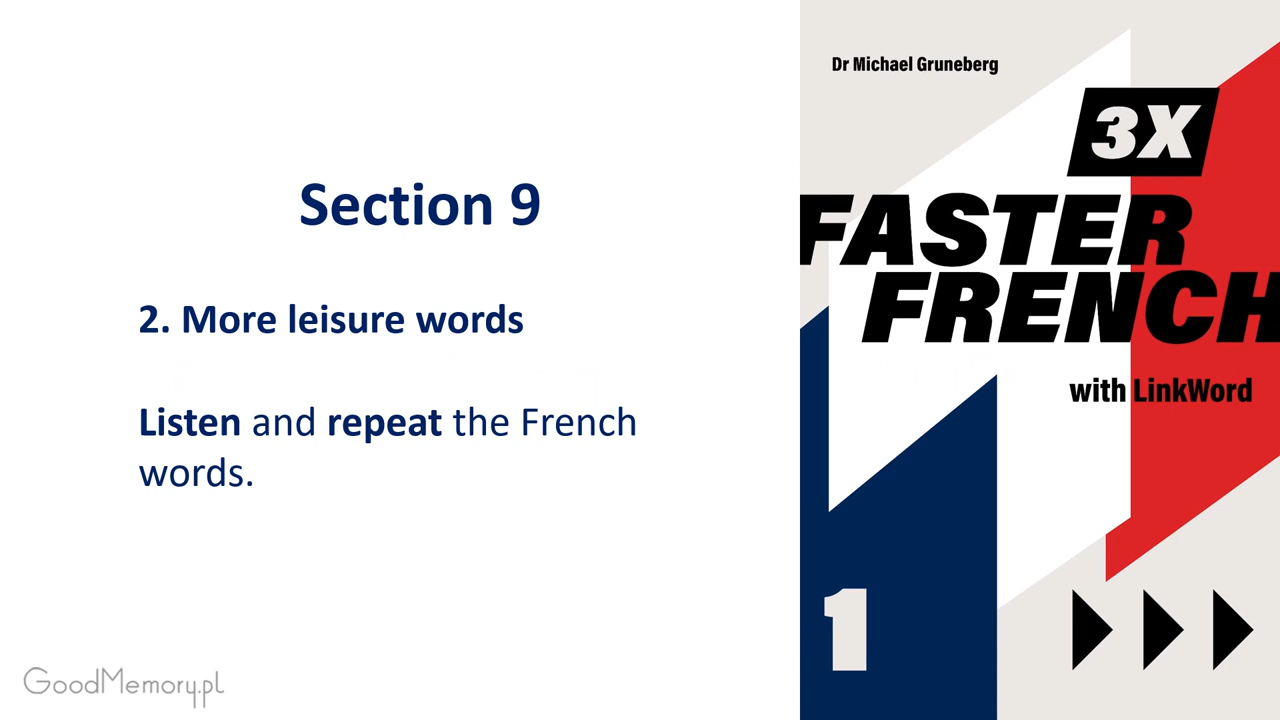 Section 9
2. More leisure words
Listen and repeat the French
words.
GoodMemory.pl
Dr Michael Gruneberg
3X
FASTER
FRENCH
with LinkWord
1